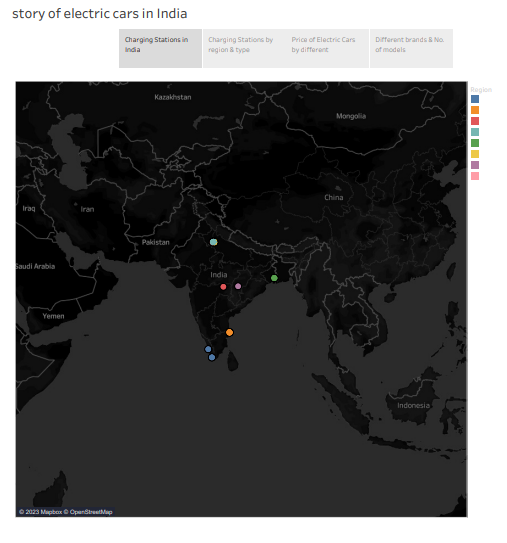 story of electric cars in India
Charging Stations in
India
Charging Stations by
region & type
Price of Electric Cars
by different
Different brands & No.
of models
Region
Kazakhstan
Mongolia
China
Iraq
Iran
Pakistan
Saudi Arabia
India
Yemen
Indonesia
© 2023 Mapbox © OpenStreetMap